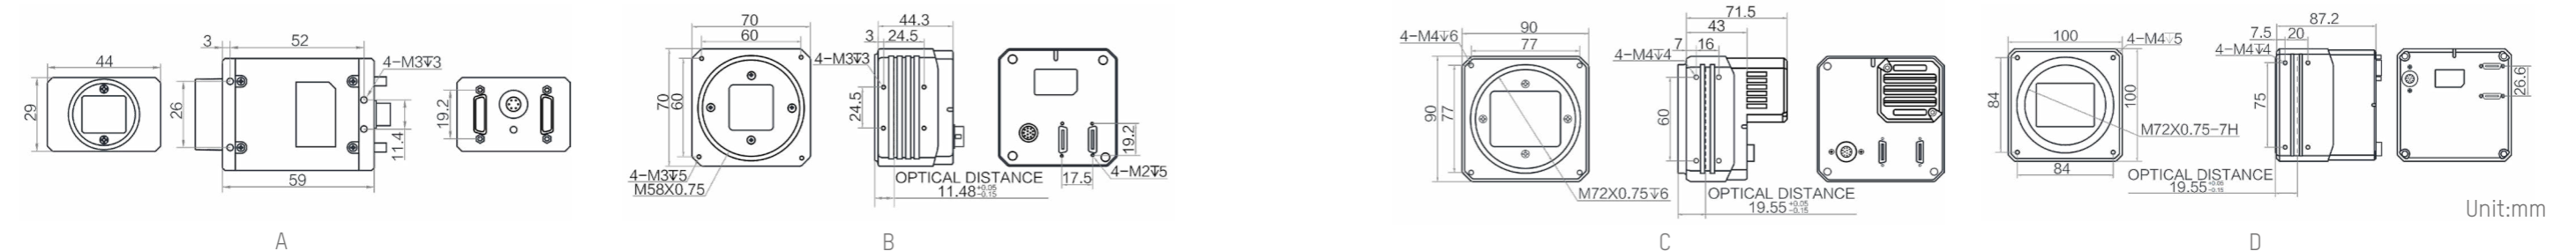 44
29
3
52
4-M3↧3
26
11.4
59
19.2
A
70
60
70
60
4-M3↧5
M58X0.75
44.3
3
24.5
4-M3↧3
24.5
OPTICAL DISTANCE
11.48 +0.05 -0.15
17.5
19.2
4-M2↧5
B
90
77
4-M4↧6
90
77
M72X0.75↧6
71.5
43
7
16
4-M4↧4
60
OPTICAL DISTANCE
19.55 +0.05 -0.15
C
100
4-M4↧5
84
100
84
M72X0.75-7H
87.2
7.5
20
4-M4↧4
75
OPTICAL DISTANCE
19.55 +0.05 -0.15
26.6
D
Unit:mm